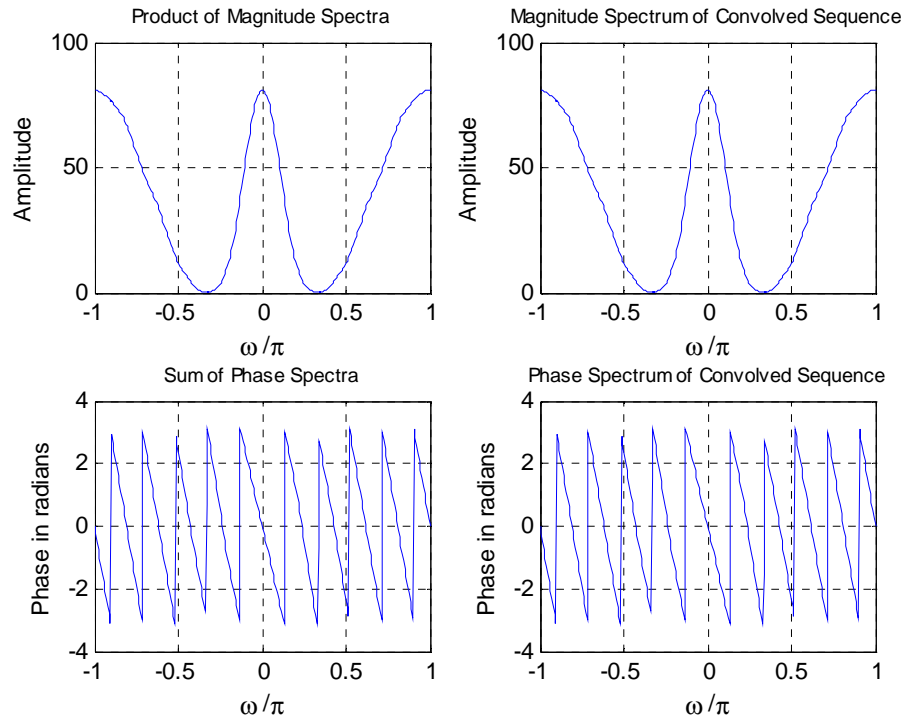 Product of Magnitude Spectra
Magnitude Spectrum of Convolved Sequence
100
50
0
Amplitude
-1 -0.5 0 0.5 1
ω/π
100
50
0
Amplitude
-1 -0.5 0 0.5 1
ω/π
Sum of Phase Spectra
Phase Spectrum of Convolved Sequence
4
2
0
-2
-4
Phase in radians
-1 -0.5 0 0.5 1
ω/π
4
2
0
-2
-4
Phase in radians
-1 -0.5 0 0.5 1
ω/π